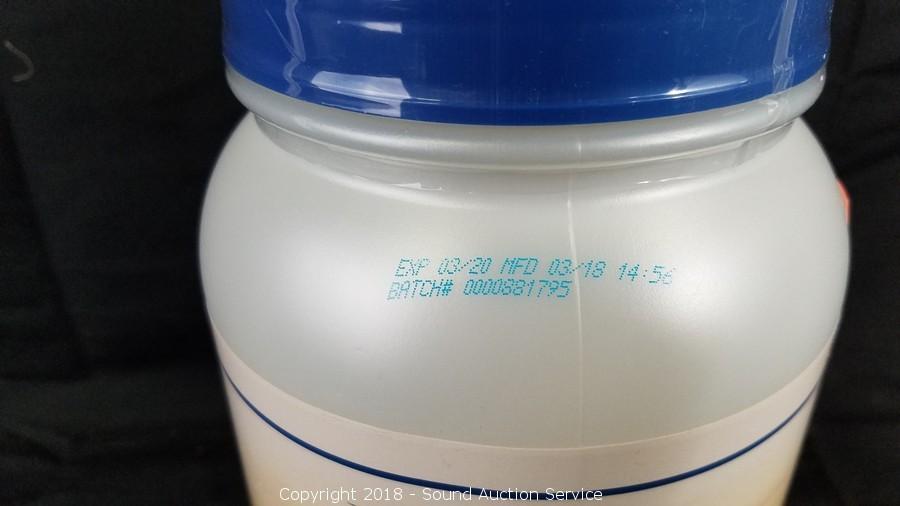 EXP 03/20 MFD 03/18 14:56
BATCH# 0000881795
Copyright 2018 - Sound Auction Service